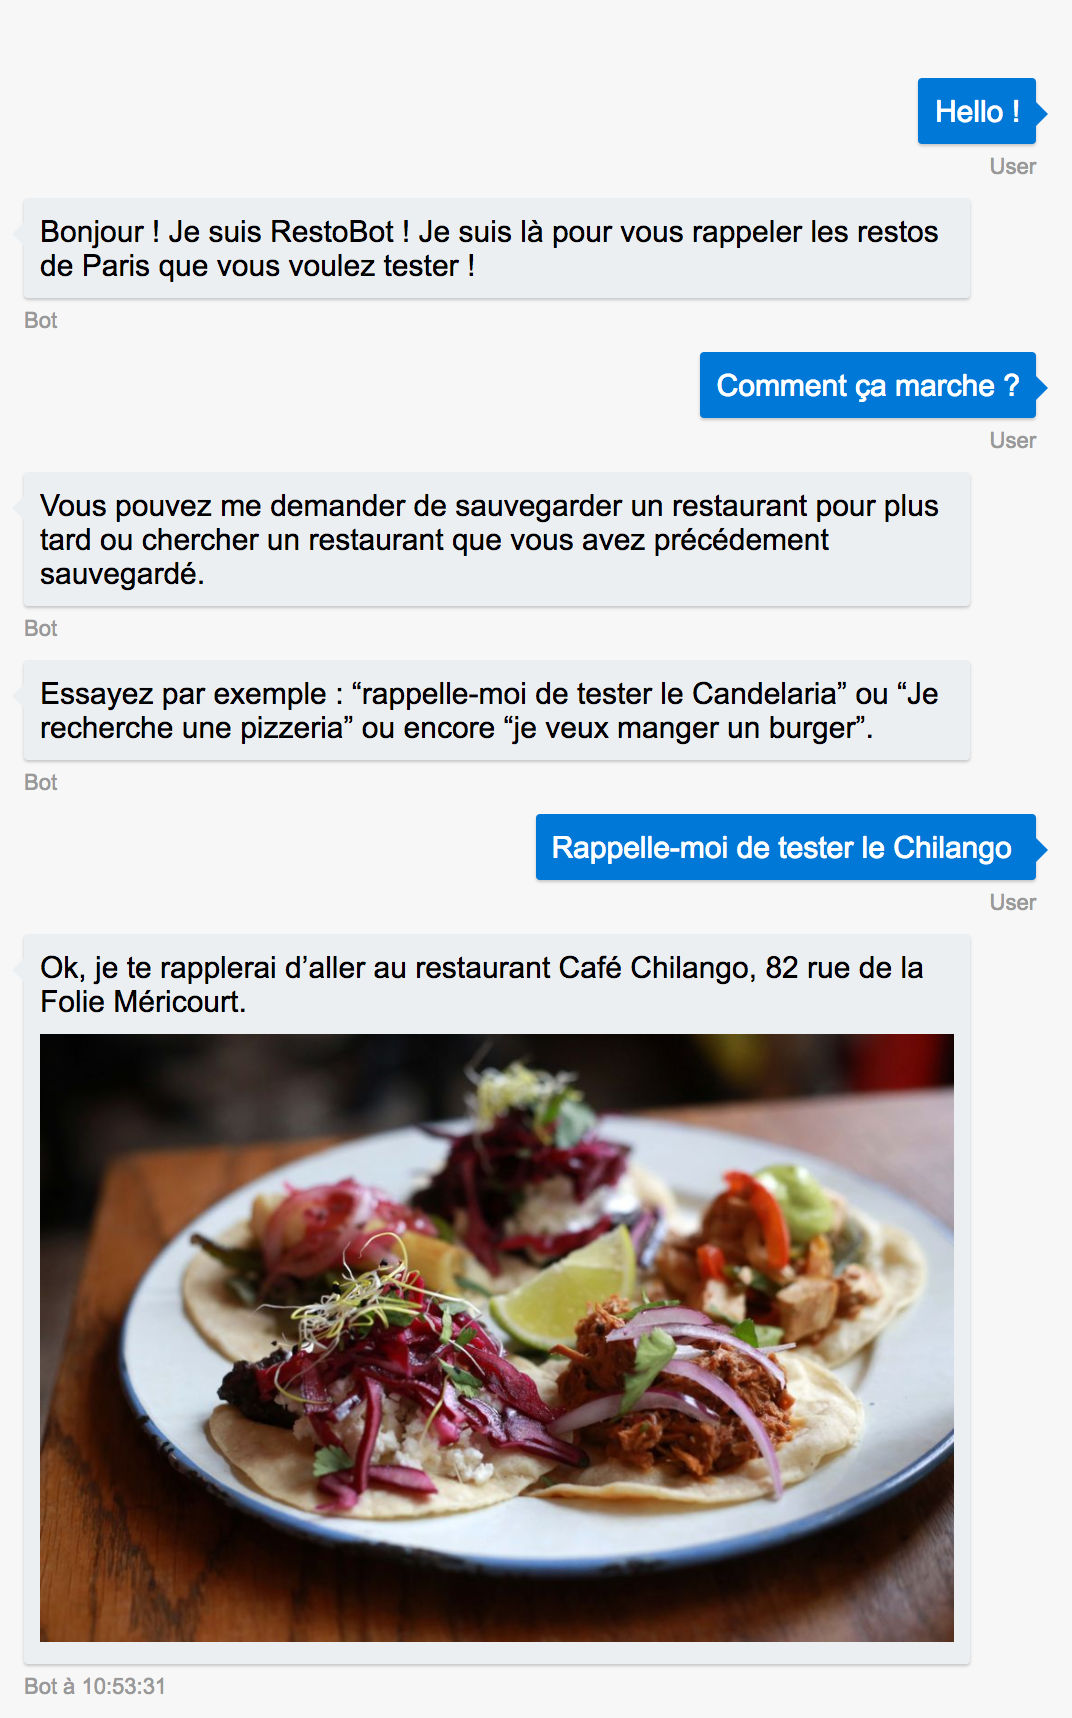 Hello !
User
Bonjour ! Je suis RestoBot ! Je suis là pour vous rappeler les restos
de Paris que vous voulez tester !
Bot
Comment ça marche ?
User
Vous pouvez me demander de sauvegarder un restaurant pour plus
tard ou chercher un restaurant que vous avez précédement
sauvegardé.
Bot
Essayez par exemple : “rappelle-moi de tester le Candelaria” ou “Je
recherche une pizzeria” ou encore “je veux manger un burger”.
Bot
Rappelle-moi de tester le Chilango
User
Ok, je te rapplerai d’aller au restaurant Café Chilango, 82 rue de la
Folie Méricourt.
Bot à 10:53:31